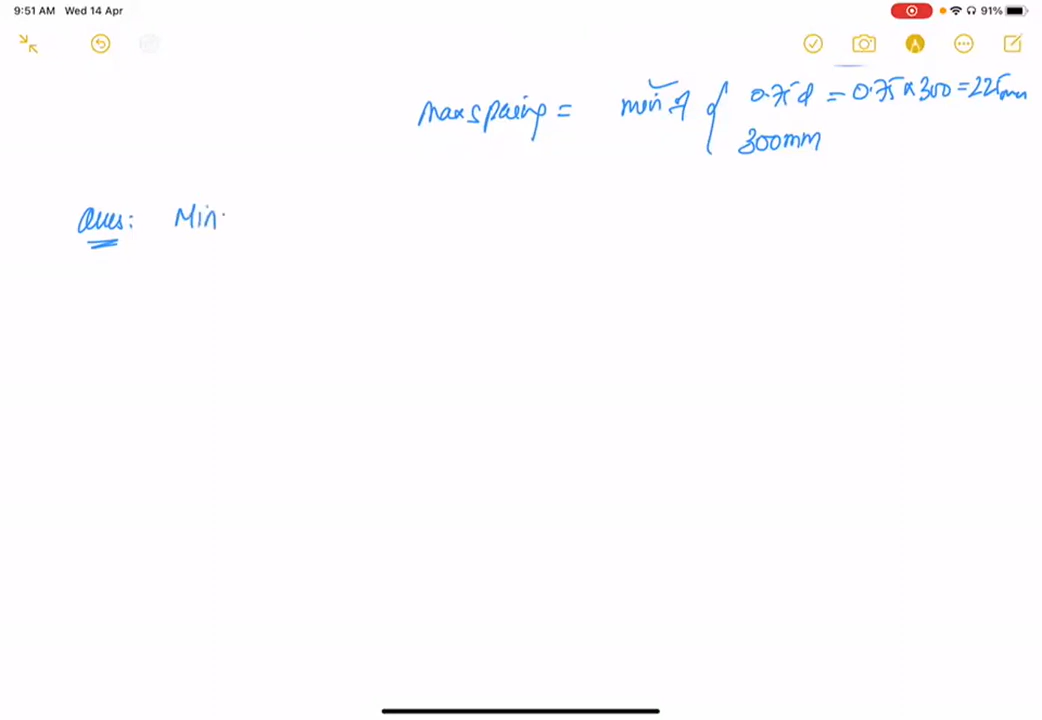 9:51 AM Wed 14 Apr 91%
max spacing = min of { 0.75 d = 0.75 x 300 = 225mm
300mm
Ques: Min.